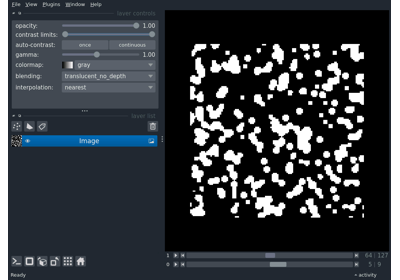 File View Plugins Window Help
layer controls
opacity: 1.00
contrast limits:
auto-contrast: once continuous
gamma: 1.00
colormap: gray
blending: translucent_no_depth
interpolation: nearest
layer list
Image
1 64 127
0 5 9
Ready activity